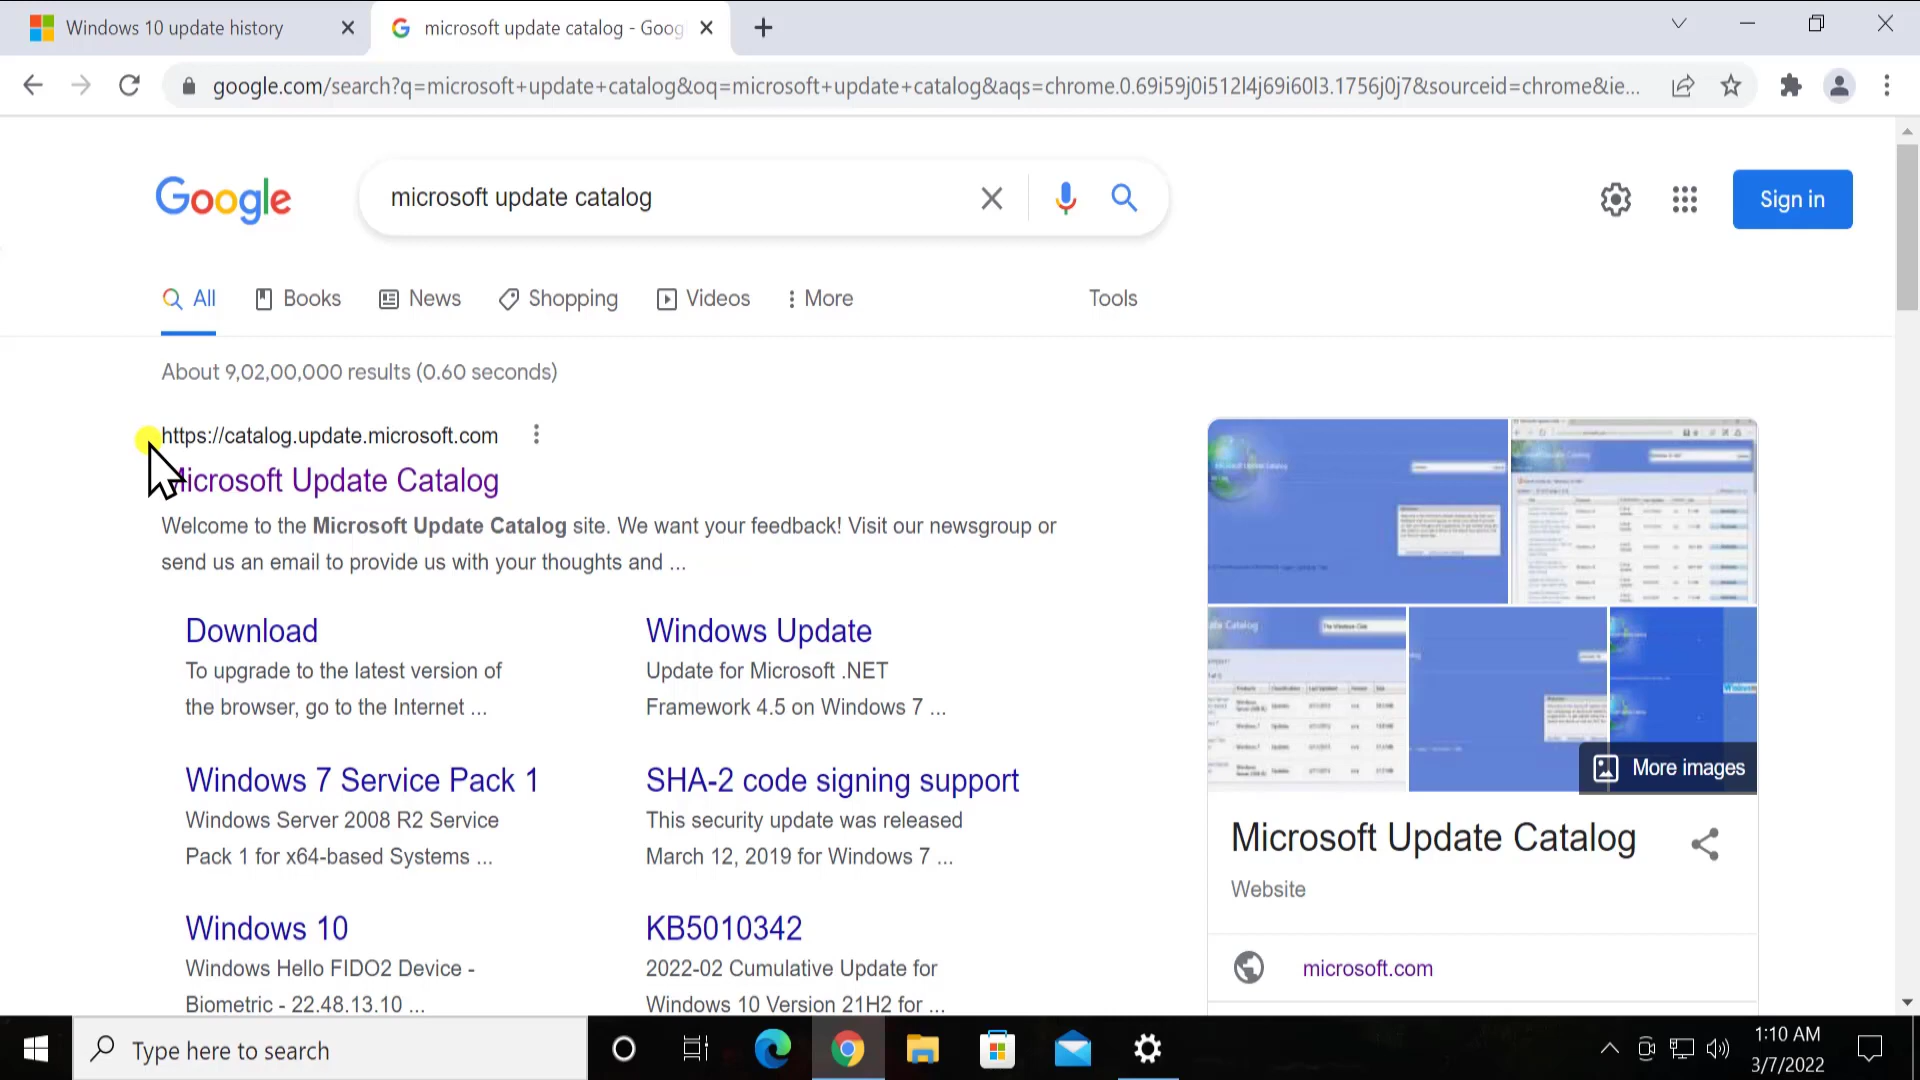 Windows 10 update history
microsoft update catalog - Goog
google.com/search?q=microsoft+update+catalog&oq=microsoft+update+catalog&aqs=chrome.0.69i59j0i512l4j69i60l3.1756j0j7&sourceid=chrome&ie...
Google
microsoft update catalog
Sign in
All
Books
News
Shopping
Videos
More
Tools
About 9,02,00,000 results (0.60 seconds)
https://catalog.update.microsoft.com
Microsoft Update Catalog
Welcome to the Microsoft Update Catalog site. We want your feedback! Visit our newsgroup or
send us an email to provide us with your thoughts and ...
Download
To upgrade to the latest version of
the browser, go to the Internet ...
Windows Update
Update for Microsoft .NET
Framework 4.5 on Windows 7 ...
Windows 7 Service Pack 1
Windows Server 2008 R2 Service
Pack 1 for x64-based Systems ...
SHA-2 code signing support
This security update was released
March 12, 2019 for Windows 7 ...
Windows 10
Windows Hello FIDO2 Device -
Biometric - 22.48.13.10 ...
KB5010342
2022-02 Cumulative Update for
Windows 10 Version 21H2 for ...
More images
Microsoft Update Catalog
Website
microsoft.com
Type here to search
1:10 AM
3/7/2022